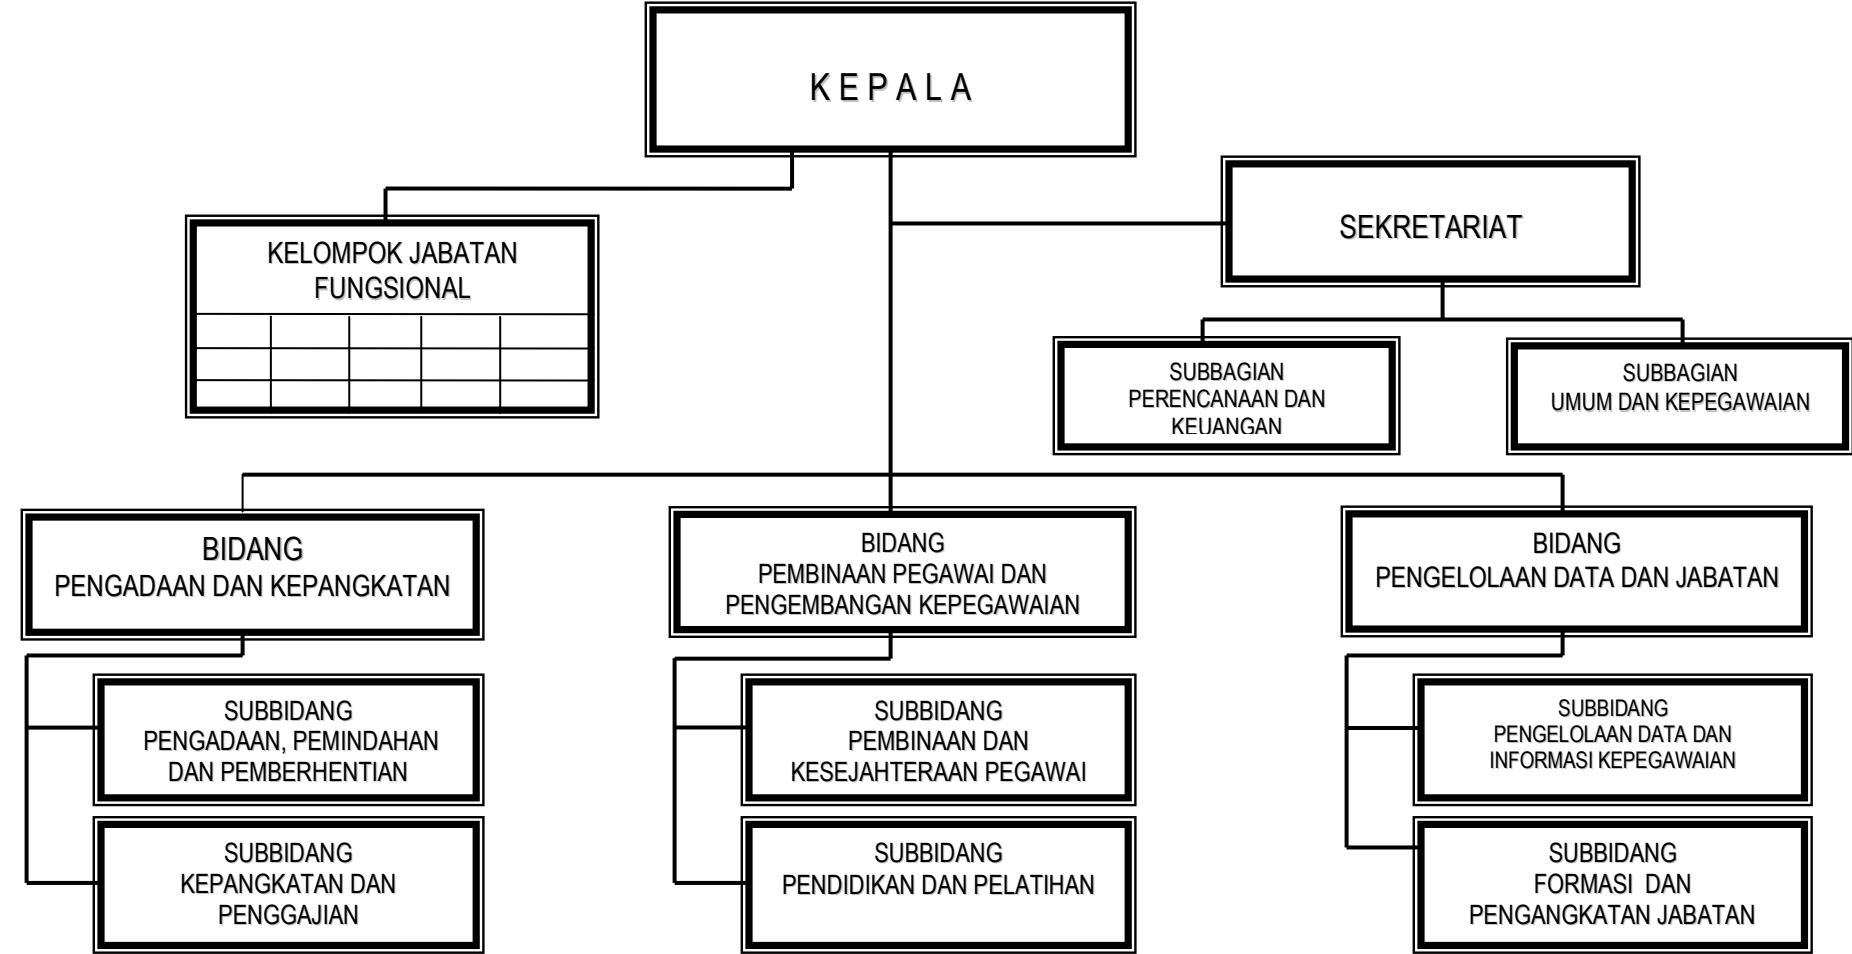 K E P A L A
SEKRETARIAT
KELOMPOK JABATAN
FUNGSIONAL
SUBBAGIAN
PERENCANAAN DAN
KEUANGAN
SUBBAGIAN
UMUM DAN KEPEGAWAIAN
BIDANG
PENGADAAN DAN KEPANGKATAN
BIDANG
PEMBINAAN PEGAWAI DAN
PENGEMBANGAN KEPEGAWAIAN
BIDANG
PENGELOLAAN DATA DAN JABATAN
SUBBIDANG
PENGADAAN, PEMINDAHAN
DAN PEMBERHENTIAN
SUBBIDANG
PEMBINAAN DAN
KESEJAHTERAAN PEGAWAI
SUBBIDANG
PENGELOLAAN DATA DAN
INFORMASI KEPEGAWAIAN
SUBBIDANG
KEPANGKATAN DAN
PENGGAJIAN
SUBBIDANG
PENDIDIKAN DAN PELATIHAN
SUBBIDANG
FORMASI DAN
PENGANGKATAN JABATAN